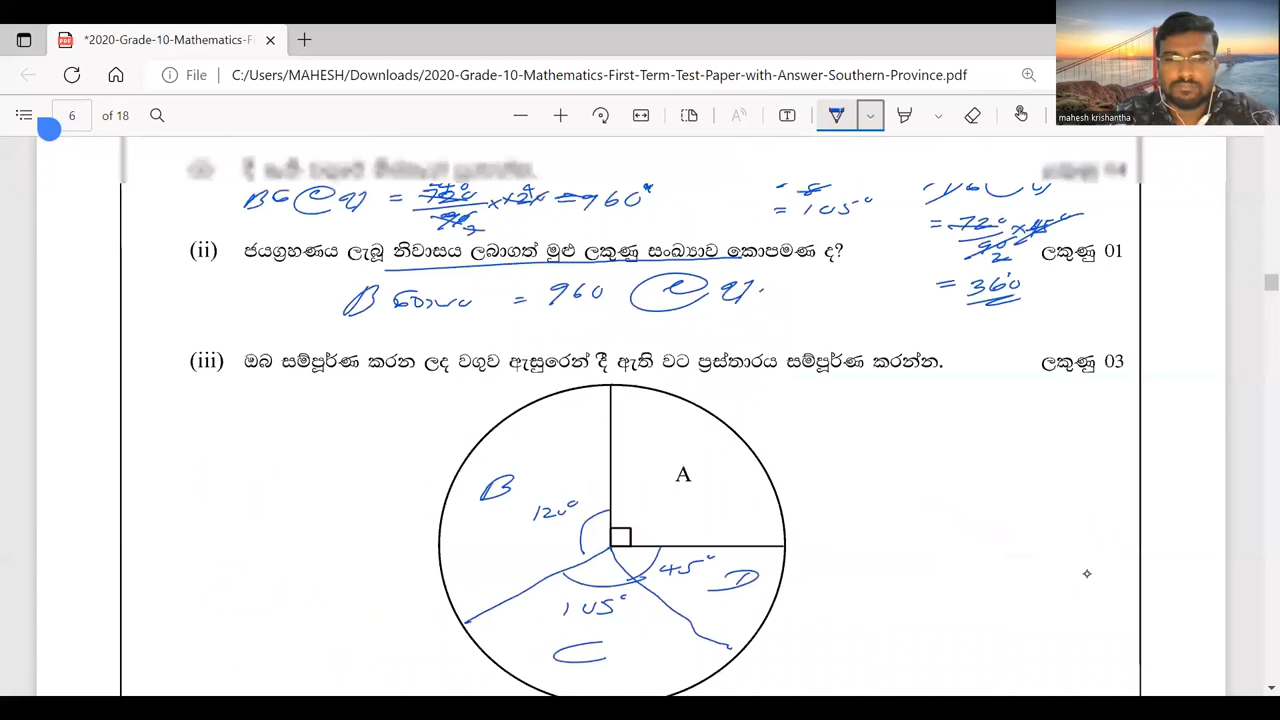 *2020-Grade-10-Mathematics-Fi
File C:/Users/MAHESH/Downloads/2020-Grade-10-Mathematics-First-Term-Test-Paper-with-Answer-Southern-Province.pdf
6 of 18
mahesh krishantha
= 960
= 105°
(ii) ජයග්‍රහණය ලැබූ නිවාසය ලබාගත් මුළු ලකුණු සංඛ්‍යාව කොපමණ ද? ලකුණු 01
= 360
B = 960
(iii) ඔබ සම්පූර්ණ කරන ලද වගුව ඇසුරෙන් දී ඇති වට ප්‍රස්තාරය සම්පූර්ණ කරන්න. ලකුණු 03
A
B
120°
45° D
105°
C